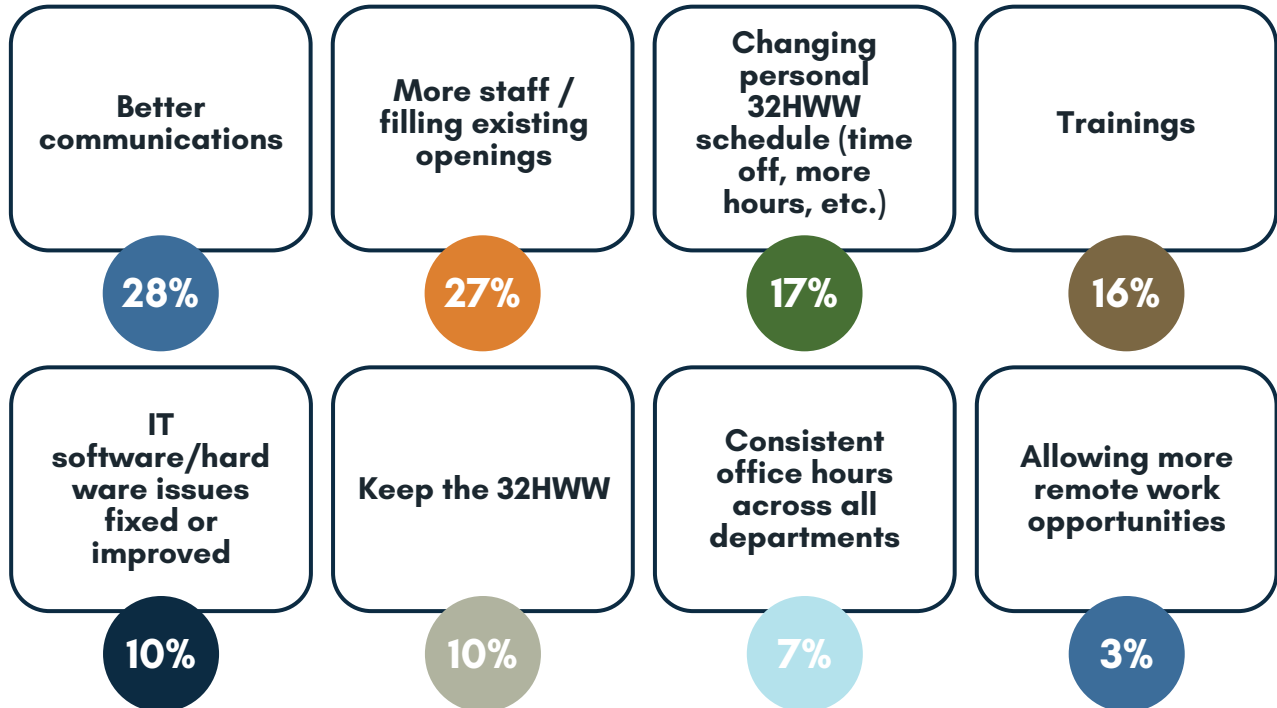 Better
communications
28%
More staff /
filling existing
openings
27%
Changing
personal
32HWW
schedule (time
off, more
hours, etc.)
17%
Trainings
16%
IT
software/hard
ware issues
fixed or
improved
10%
Keep the 32HWW
10%
Consistent
office hours
across all
departments
7%
Allowing more
remote work
opportunities
3%